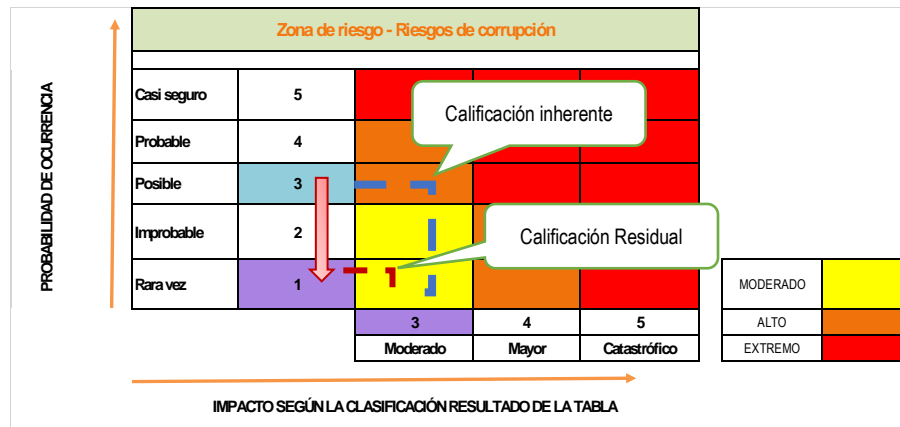 Zona de riesgo - Riesgos de corrupción
PROBABILIDAD DE OCURRENCIA
Casi seguro 5
Calificación inherente
Probable 4
Posible 3
Improbable 2
Calificación Residual
Rara vez 1
MODERADO
3 4 5
ALTO
Moderado Mayor Catastrófico
EXTREMO
IMPACTO SEGÚN LA CLASIFICACIÓN RESULTADO DE LA TABLA